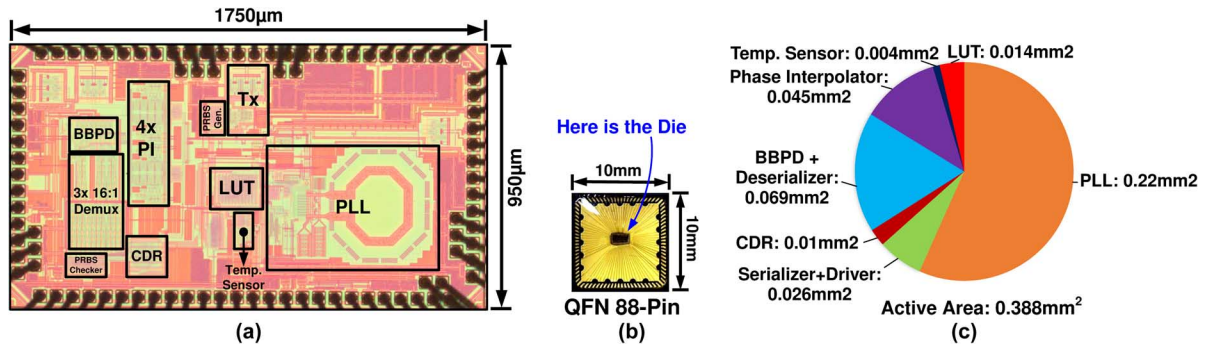 1750µm
950µm
Tx
PRBS
Gen.
4x
PI
BBPD
3x 16:1
Demux
LUT
PLL
PRBS
Checker
CDR
Temp.
Sensor
(a)
Here is the Die
10mm
10mm
QFN 88-Pin
(b)
Temp. Sensor: 0.004mm2
LUT: 0.014mm2
Phase Interpolator:
0.045mm2
BBPD +
Deserializer:
0.069mm2
PLL: 0.22mm2
CDR: 0.01mm2
Serializer+Driver:
0.026mm2
Active Area: 0.388mm²
(c)